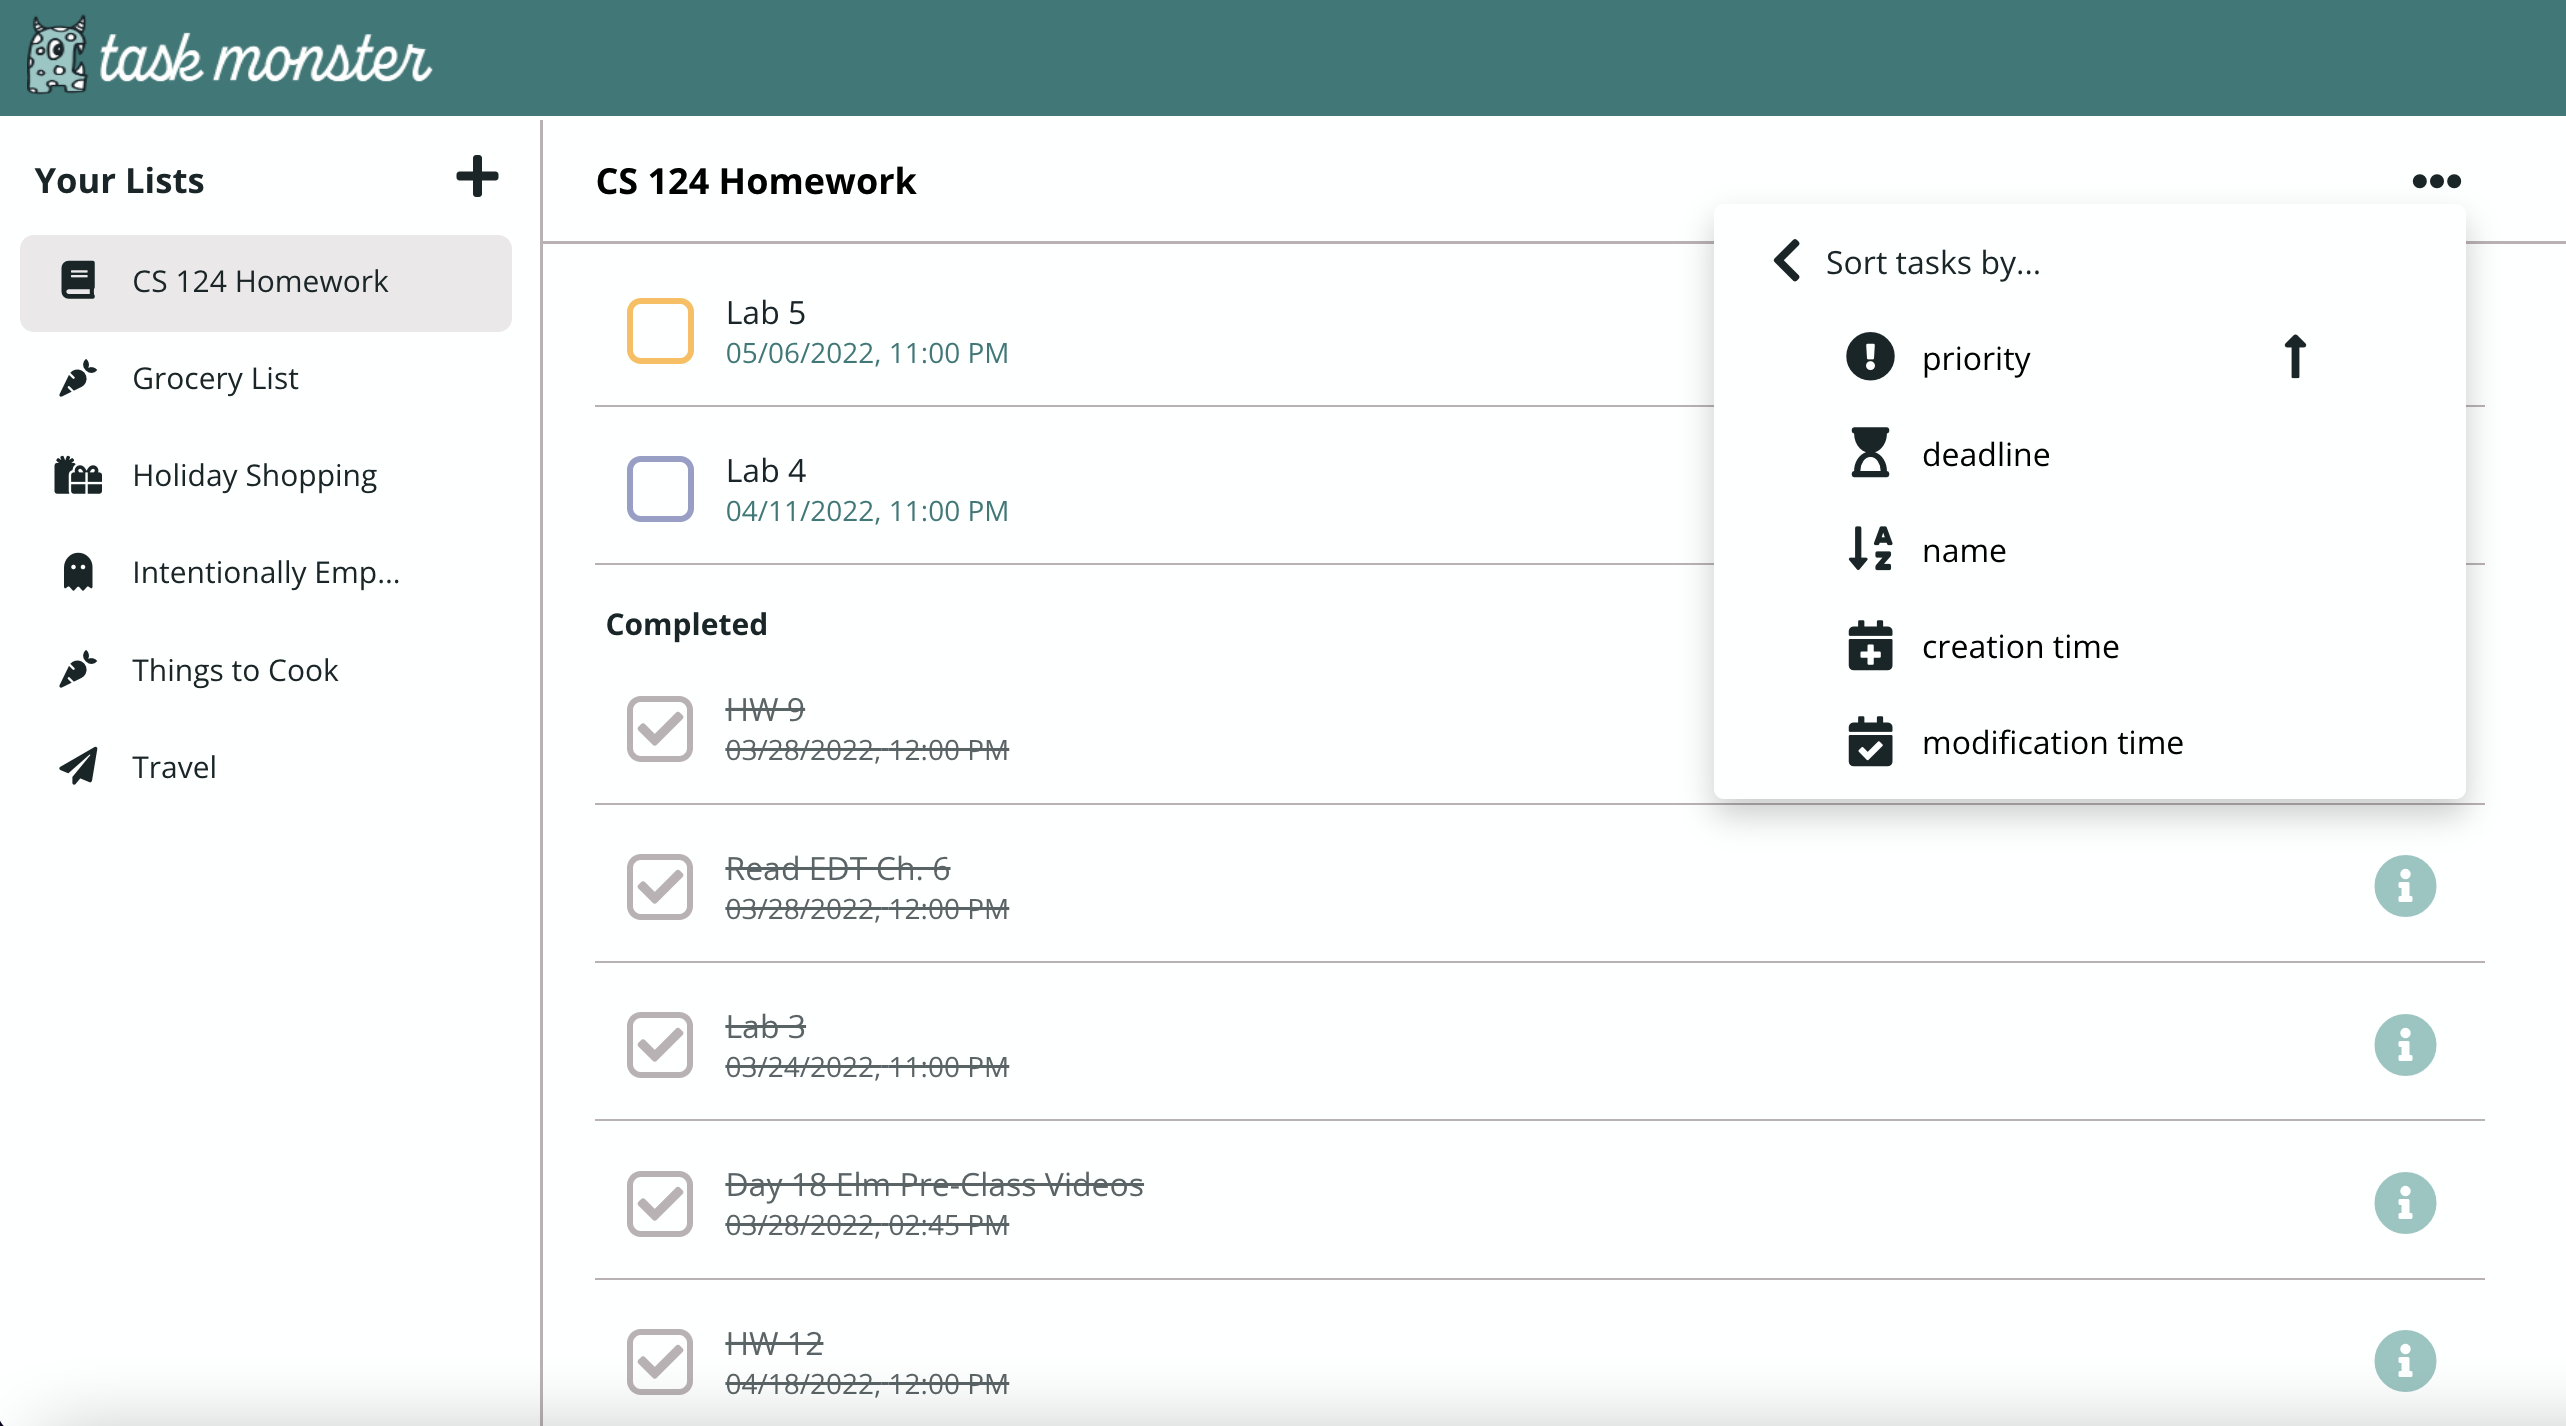 task monster
Your Lists
CS 124 Homework
Grocery List
Holiday Shopping
Intentionally Emp...
Things to Cook
Travel
CS 124 Homework
Lab 5
05/06/2022, 11:00 PM
Lab 4
04/11/2022, 11:00 PM
Completed
HW 9
03/28/2022, 12:00 PM
Read EDT Ch. 6
03/28/2022, 12:00 PM
Lab 3
03/24/2022, 11:00 PM
Day 18 Elm Pre-Class Videos
03/28/2022, 02:45 PM
HW 12
04/18/2022, 12:00 PM
Sort tasks by...
priority
deadline
name
creation time
modification time